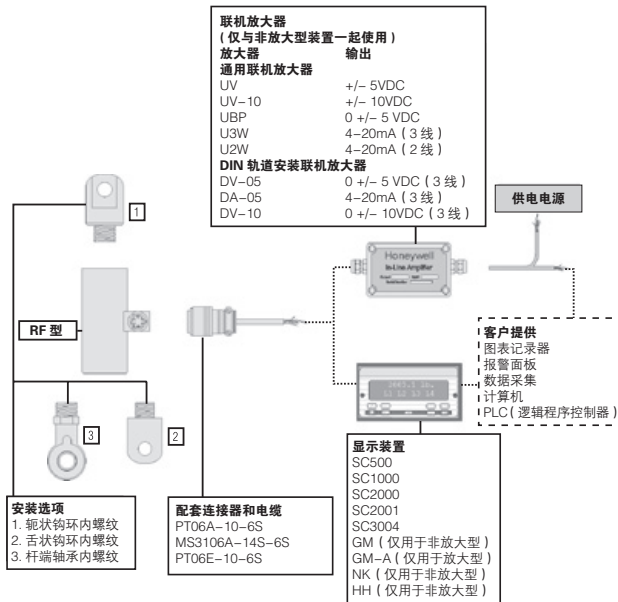 联机放大器
( 仅与非放大型装置一起使用 )
放大器 输出
通用联机放大器
UV +/− 5VDC
UV−10 +/− 10VDC
UBP 0 +/− 5 VDC
U3W 4−20mA ( 3 线 )
U2W 4−20mA ( 2 线 )
DIN 轨道安装联机放大器
DV−05 0 +/− 5 VDC ( 3 线 )
DA−05 4−20mA ( 3 线 )
DV−10 0 +/− 10VDC ( 3 线 )
供电电源
1
Honeywell
In-Line Amplifier
RF 型
客户提供
图表记录器
报警面板
数据采集
计算机
PLC ( 逻辑程序控制器 )
3
2
安装选项
1. 轭状钩环内螺纹
2. 舌状钩环内螺纹
3. 杆端轴承内螺纹
配套连接器和电缆
PT06A−10−6S
MS3106A−14S−6S
PT06E−10−6S
显示装置
SC500
SC1000
SC2000
SC2001
SC3004
GM ( 仅用于非放大型 )
GM−A ( 仅用于放大型 )
NK ( 仅用于非放大型 )
HH ( 仅用于非放大型 )